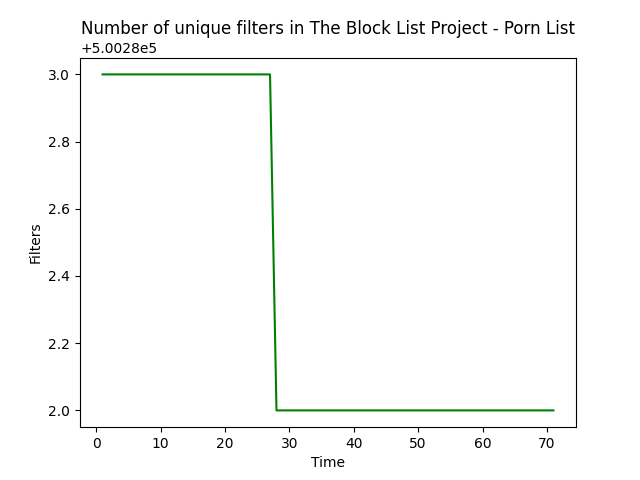 Number of unique filters in The Block List Project - Porn List
+5.0028e5
3.0
2.8
2.6
2.4
2.2
2.0
Filters
0 10 20 30 40 50 60 70
Time